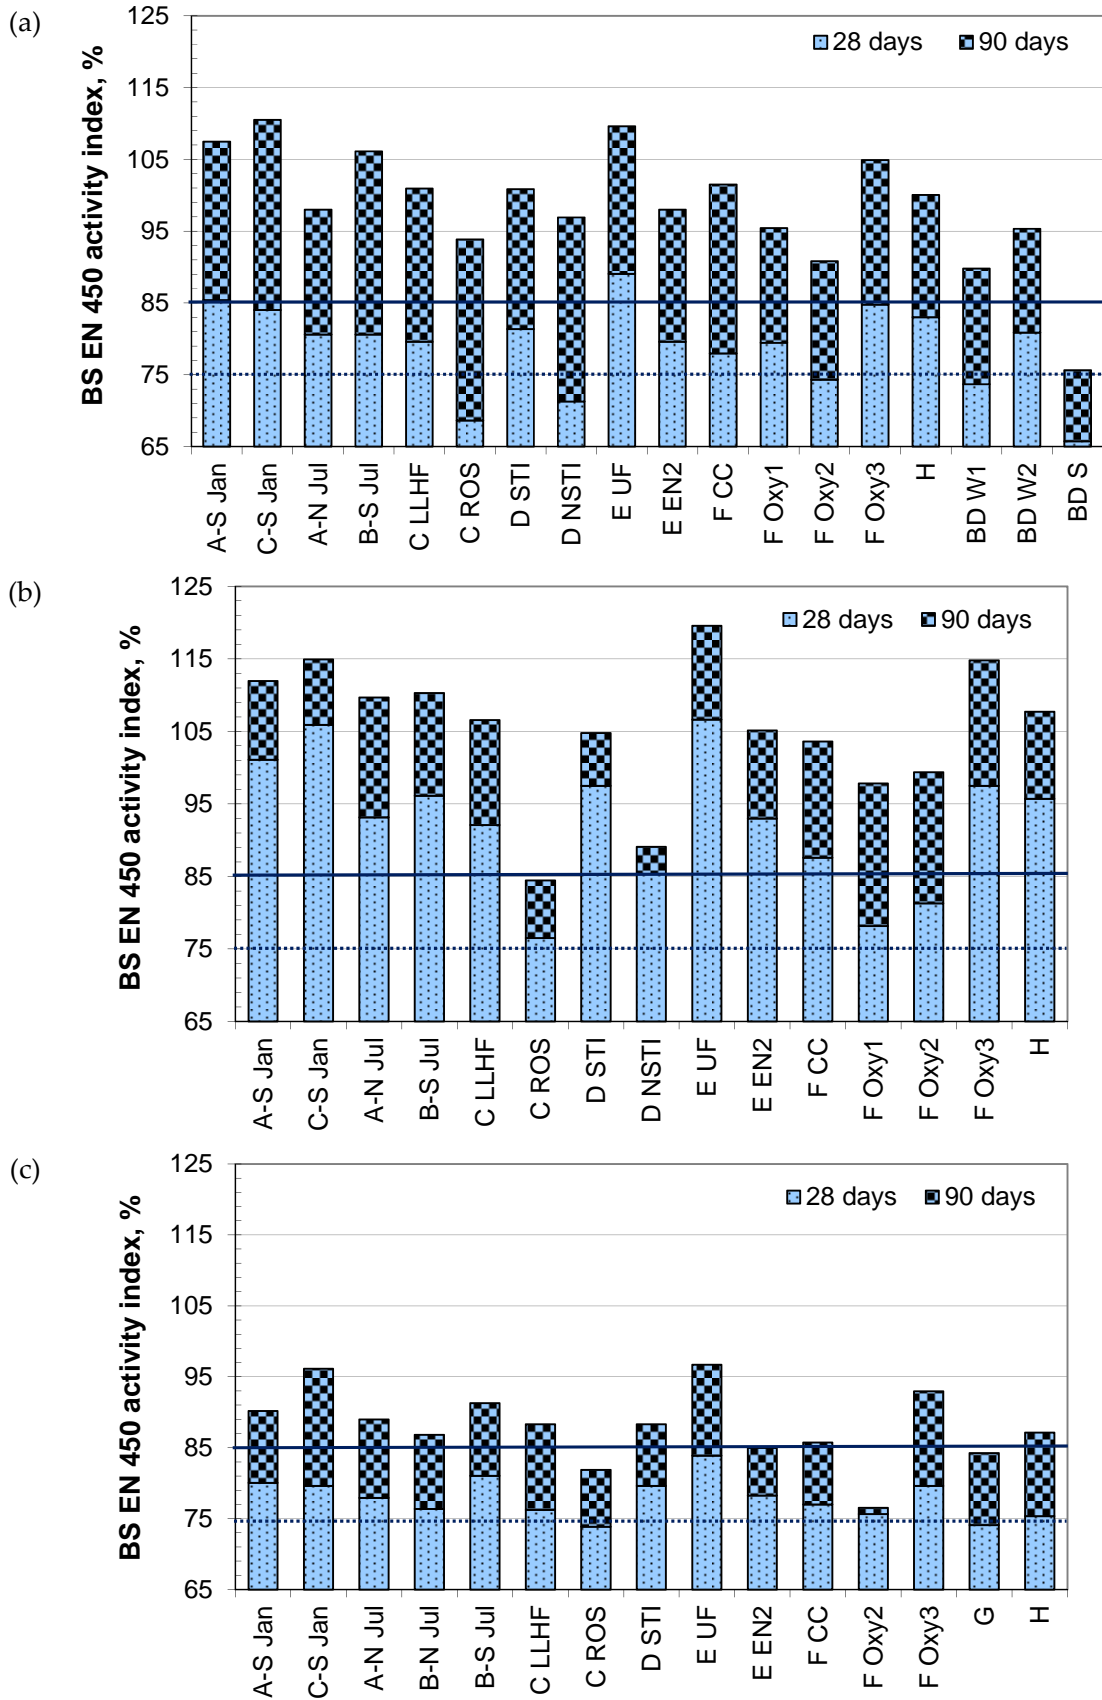 (a)
BS EN 450 activity index, %
125
115
105
95
85
75
65
28 days 90 days
A-S Jan
C-S Jan
A-N Jul
B-S Jul
C LLHF
C ROS
D STI
D NSTI
E UF
E EN2
F CC
F Oxy1
F Oxy2
F Oxy3
H
BD W1
BD W2
BD S
(b)
BS EN 450 activity index, %
125
115
105
95
85
75
65
28 days 90 days
A-S Jan
C-S Jan
A-N Jul
B-S Jul
C LLHF
C ROS
D STI
D NSTI
E UF
E EN2
F CC
F Oxy1
F Oxy2
F Oxy3
H
(c)
BS EN 450 activity index, %
125
115
105
95
85
75
65
28 days 90 days
A-S Jan
C-S Jan
A-N Jul
B-N Jul
B-S Jul
C LLHF
C ROS
D STI
E UF
E EN2
F CC
F Oxy2
F Oxy3
G
H